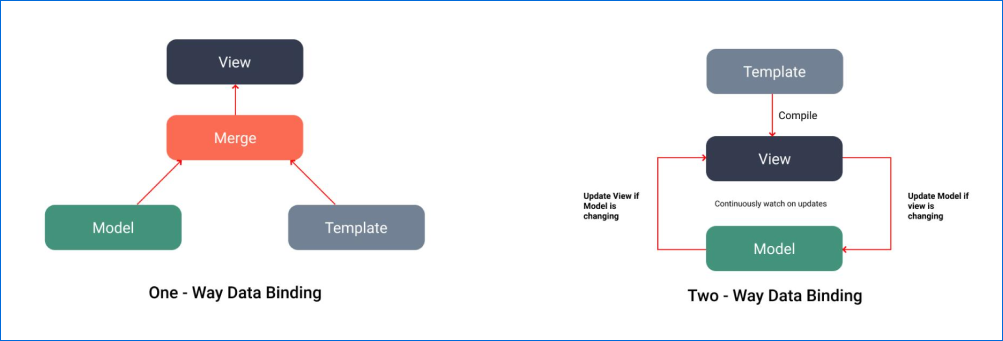 View
Merge
Model
Template
One - Way Data Binding
Template
Compile
View
Update View if
Model is
changing
Continuously watch on updates
Update Model if
view is
changing
Model
Two - Way Data Binding